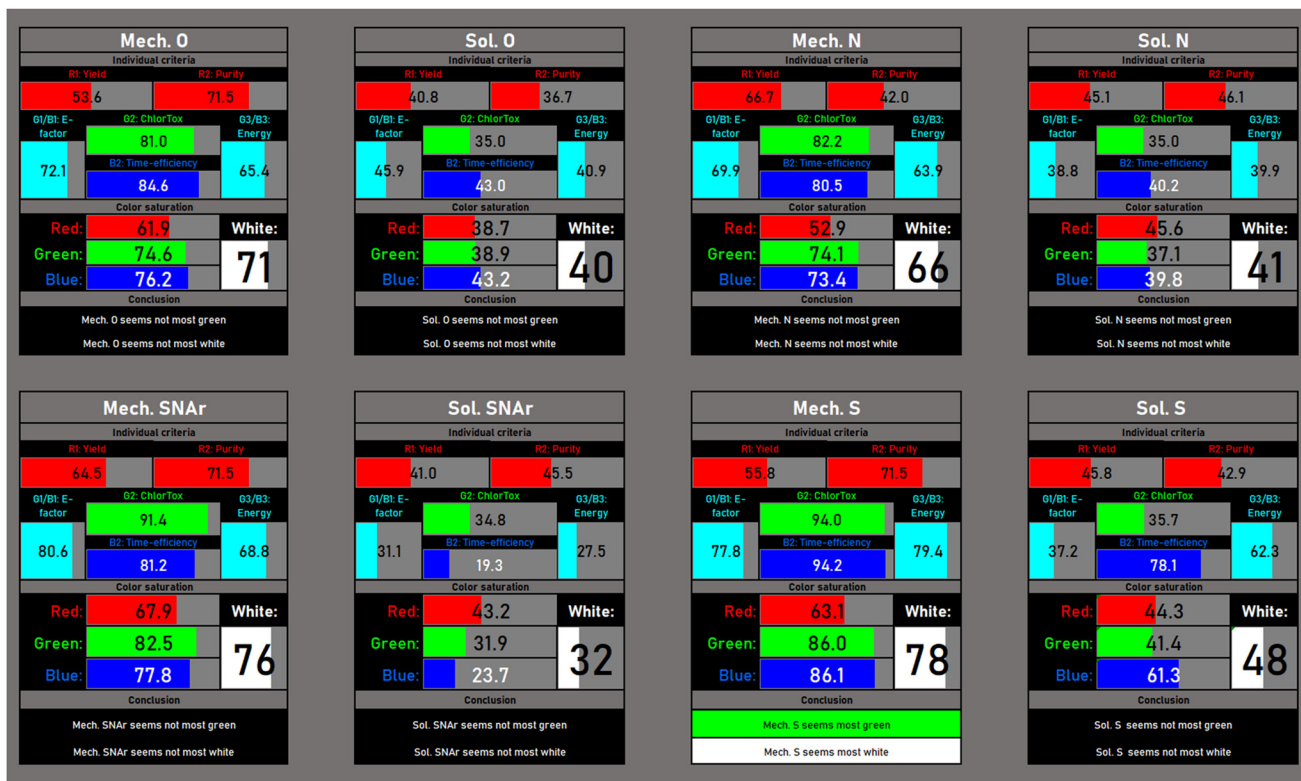 Mech. O
Individual criteria
R1: Yield R2: Purity
53.6 71.5
G1/B1: E-factor G2: ChlorTox G3/B3: Energy
81.0
72.1 B2: Time-efficiency 65.4
84.6
Color saturation
Red: 61.9 White:
Green: 74.6 71
Blue: 76.2
Conclusion
Mech. O seems not most green
Mech. O seems not most white
Sol. O
Individual criteria
R1: Yield R2: Purity
40.8 36.7
G1/B1: E-factor G2: ChlorTox G3/B3: Energy
35.0
45.9 B2: Time-efficiency 40.9
43.0
Color saturation
Red: 38.7 White:
Green: 38.9 40
Blue: 43.2
Conclusion
Sol. O seems not most green
Sol. O seems not most white
Mech. N
Individual criteria
R1: Yield R2: Purity
66.7 42.0
G1/B1: E-factor G2: ChlorTox G3/B3: Energy
82.2
69.9 B2: Time-efficiency 63.9
80.5
Color saturation
Red: 52.9 White:
Green: 74.1 66
Blue: 73.4
Conclusion
Mech. N seems not most green
Mech. N seems not most white
Sol. N
Individual criteria
R1: Yield R2: Purity
45.1 46.1
G1/B1: E-factor G2: ChlorTox G3/B3: Energy
35.0
38.8 B2: Time-efficiency 39.9
40.2
Color saturation
Red: 45.6 White:
Green: 37.1 41
Blue: 39.8
Conclusion
Sol. N seems not most green
Sol. N seems not most white
Mech. SNAr
Individual criteria
R1: Yield R2: Purity
64.5 71.5
G1/B1: E-factor G2: ChlorTox G3/B3: Energy
91.4
80.6 B2: Time-efficiency 68.8
81.2
Color saturation
Red: 67.9 White:
Green: 82.5 76
Blue: 77.8
Conclusion
Mech. SNAr seems not most green
Mech. SNAr seems not most white
Sol. SNAr
Individual criteria
R1: Yield R2: Purity
41.0 45.5
G1/B1: E-factor G2: ChlorTox G3/B3: Energy
34.8
31.1 B2: Time-efficiency 27.5
19.3
Color saturation
Red: 43.2 White:
Green: 31.9 32
Blue: 23.7
Conclusion
Sol. SNAr seems not most green
Sol. SNAr seems not most white
Mech. S
Individual criteria
R1: Yield R2: Purity
55.8 71.5
G1/B1: E-factor G2: ChlorTox G3/B3: Energy
94.0
77.8 B2: Time-efficiency 79.4
94.2
Color saturation
Red: 63.1 White:
Green: 86.0 78
Blue: 86.1
Conclusion
Mech. S seems most green
Mech. S seems most white
Sol. S
Individual criteria
R1: Yield R2: Purity
45.8 42.9
G1/B1: E-factor G2: ChlorTox G3/B3: Energy
35.7
37.2 B2: Time-efficiency 62.3
78.1
Color saturation
Red: 44.3 White:
Green: 41.4 48
Blue: 61.3
Conclusion
Sol. S seems not most green
Sol. S seems not most white